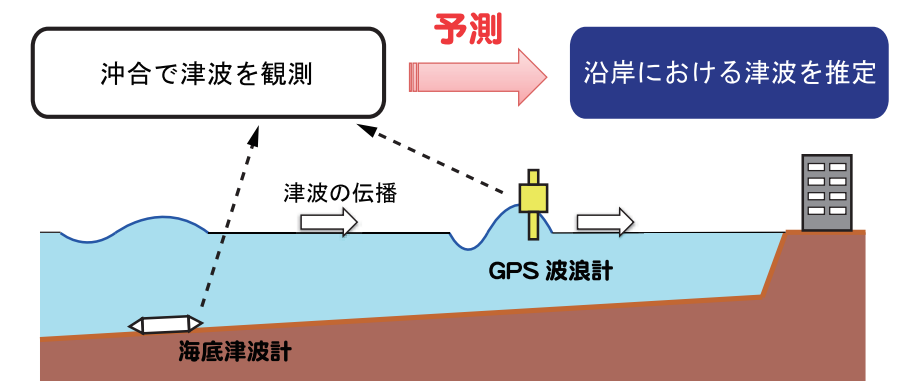 予測
沖合で津波を観測
沿岸における津波を推定
津波の伝播
GPS 波浪計
海底津波計